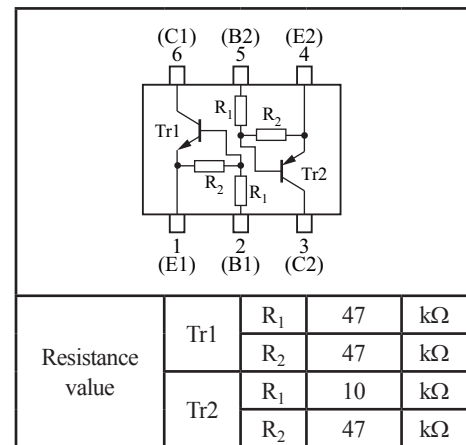 (C1) (B2) (E2)
6 5 4
R1
R2
Tr1
Tr2
R2
R1
1 2 3
(E1) (B1) (C2)
Resistance value
Tr1 R1 47 kΩ
R2 47 kΩ
Tr2 R1 10 kΩ
R2 47 kΩ